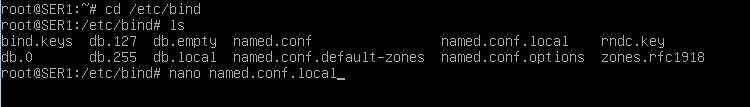 root@SER1:~# cd /etc/bind
root@SER1:/etc/bind# ls
bind.keys  db.127  db.empty  named.conf                named.conf.local    rndc.key
db.0       db.255  db.local  named.conf.default-zones  named.conf.options  zones.rfc1918
root@SER1:/etc/bind# nano named.conf.local_